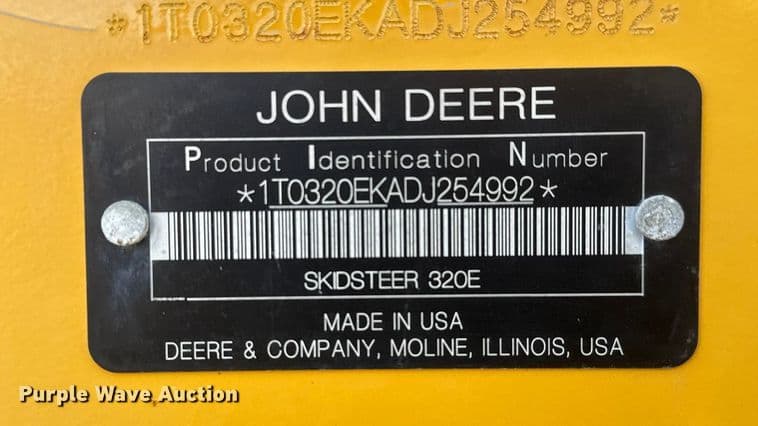 *1T0320EKADJ254992*
JOHN DEERE
Product Identification Number
*1T0320EKADJ254992*
SKIDSTEER 320E
MADE IN USA
DEERE & COMPANY, MOLINE, ILLINOIS, USA
Purple Wave Auction